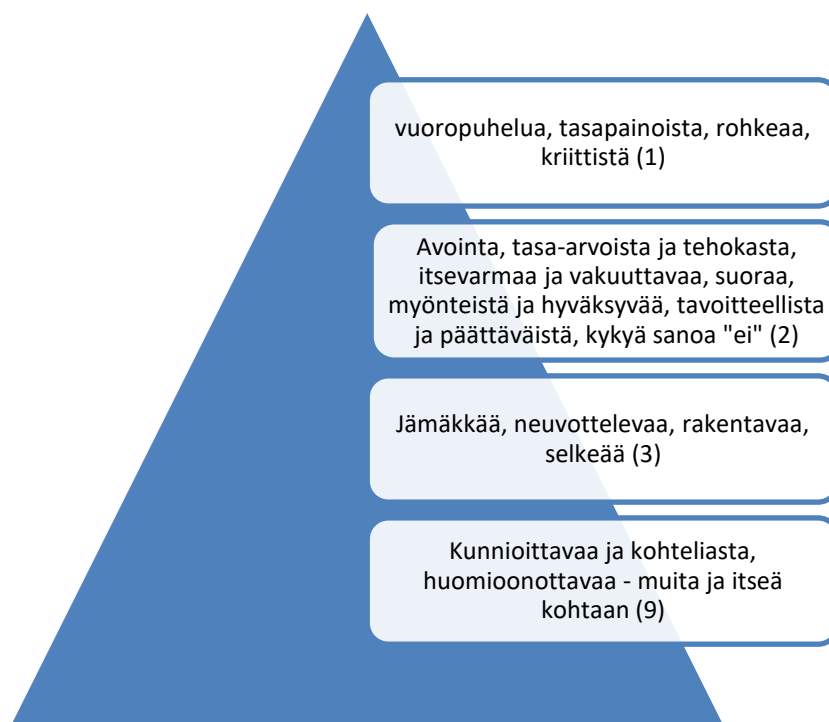 vuoropuhelua, tasapainoista, rohkeaa,
kriittistä (1)
Avointa, tasa-arvoista ja tehokasta,
itsevarmaa ja vakuuttavaa, suoraa,
myönteistä ja hyväksyvää, tavoitteellista
ja päättäväistä, kykyä sanoa "ei" (2)
Jämäkkää, neuvottelevaa, rakentavaa,
selkeää (3)
Kunnioittavaa ja kohteliasta,
huomioonottavaa - muita ja itseä
kohtaan (9)